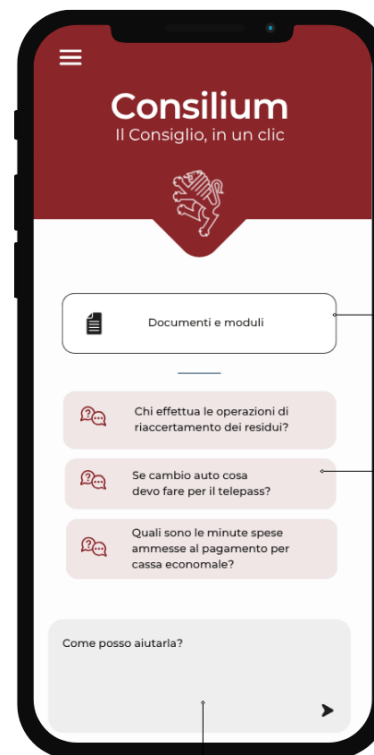 Consilium
Il Consiglio, in un clic
Documenti e moduli
Chi effettua le operazioni di
riaccertamento dei residui?
Se cambio auto cosa
devo fare per il telepass?
Quali sono le minute spese
ammesse al pagamento per
cassa economale?
Come posso aiutarla?